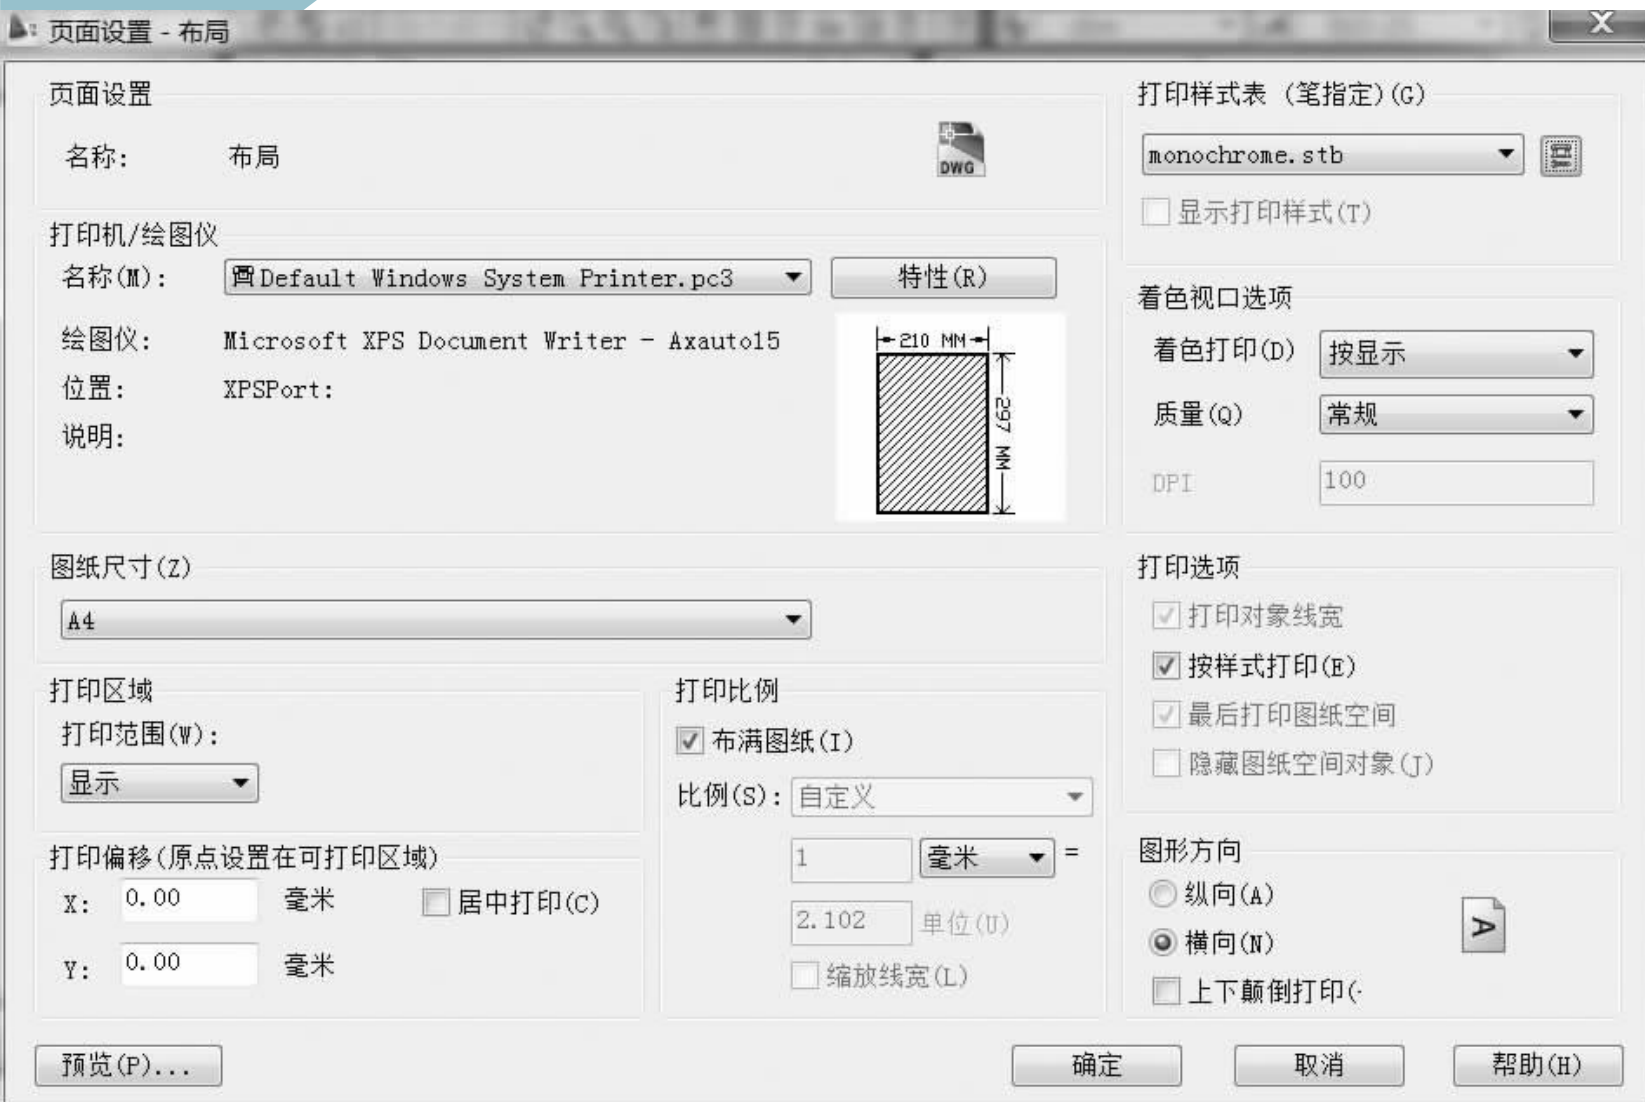 页面设置 - 布局
页面设置
名称: 布局
DWG
打印机/绘图仪
名称(M): Default Windows System Printer.pc3 特性(R)
绘图仪: Microsoft XPS Document Writer - Axauto15
位置: XPSPort:
说明:
210 MM
297 MM
图纸尺寸(Z)
A4
打印区域
打印范围(W):
显示
打印偏移(原点设置在可打印区域)
X: 0.00 毫米 居中打印(C)
Y: 0.00 毫米
打印比例
布满图纸(I)
比例(S): 自定义
1 毫米 =
2.102 单位(U)
缩放线宽(L)
打印样式表 (笔指定)(G)
monochrome.stb
显示打印样式(T)
着色视口选项
着色打印(D) 按显示
质量(Q) 常规
DPI 100
打印选项
打印对象线宽
按样式打印(E)
最后打印图纸空间
隐藏图纸空间对象(J)
图形方向
纵向(A)
横向(N)
上下颠倒打印(-
A
预览(P)... 确定 取消 帮助(H)